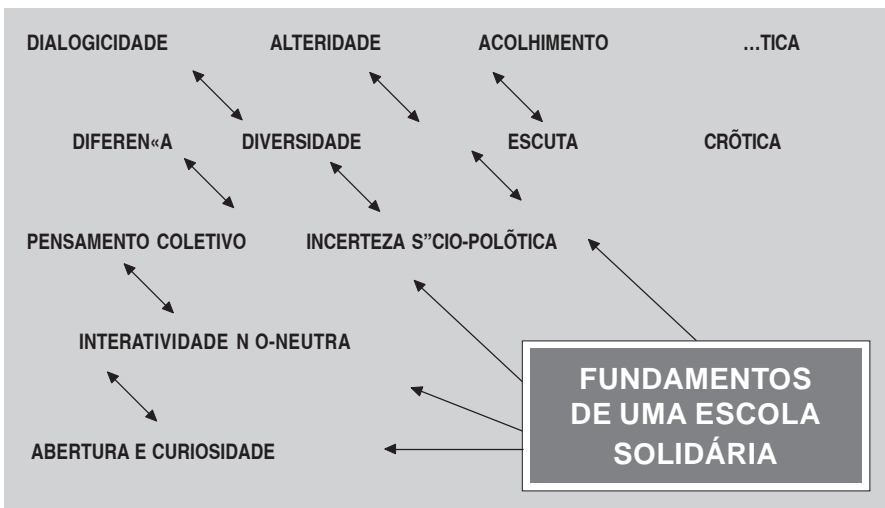 DIALOGICIDADE ALTERIDADE ACOLHIMENTO …TICA
DIFEREN«A DIVERSIDADE ESCUTA CRÕTICA
PENSAMENTO COLETIVO INCERTEZA S”CIO-POLÕTICA
INTERATIVIDADE N O-NEUTRA
ABERTURA E CURIOSIDADE
FUNDAMENTOS
DE UMA ESCOLA
SOLIDÁRIA